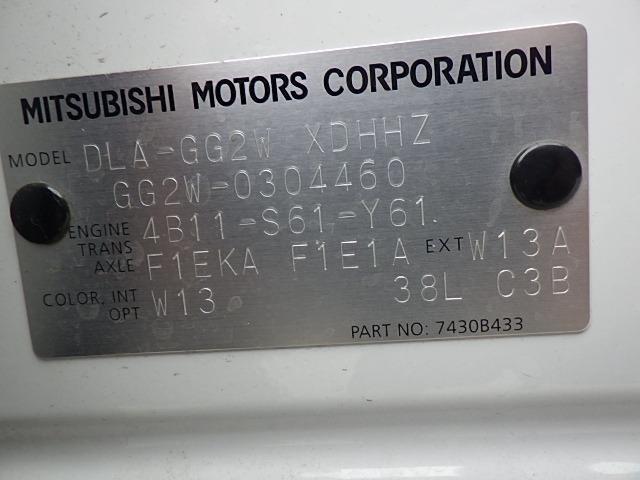 MITSUBISHI MOTORS CORPORATION
MODEL DLA-GG2W XDHHZ
GG2W-0304460
ENGINE 4B11-S61-Y61.
TRANS AXLE F1EKA F1E1A EXT W13A
COLOR, INT OPT W13 38L C3B
PART NO: 7430B433